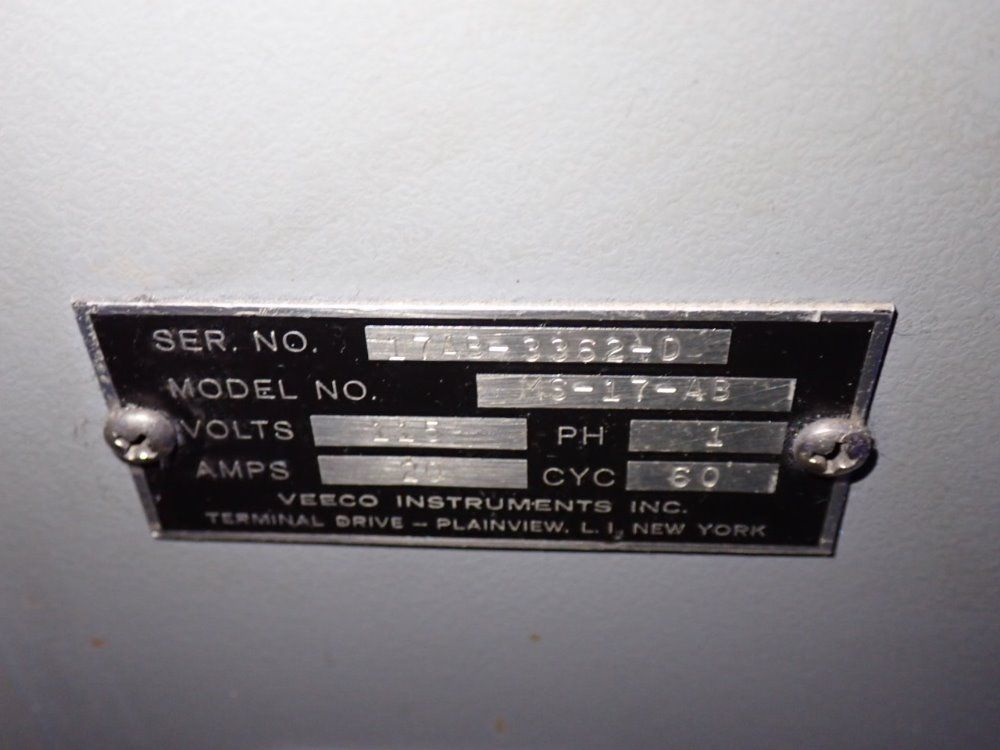 SER. NO. 17AB-3362-D
MODEL NO. MS-17-AB
VOLTS 115 PH 1
AMPS 20 CYC 60
VEECO INSTRUMENTS INC.
TERMINAL DRIVE - PLAINVIEW, L. I., NEW YORK